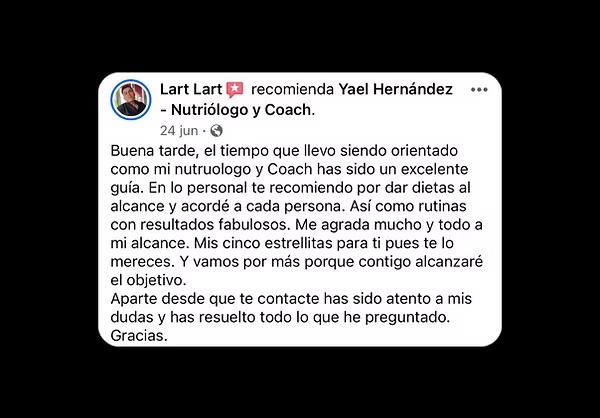 Lart Lart recomienda Yael Hernández
- Nutriólogo y Coach.
24 jun ·
Buena tarde, el tiempo que llevo siendo orientado
como mi nutruologo y Coach has sido un excelente
guía. En lo personal te recomiendo por dar dietas al
alcance y acordé a cada persona. Así como rutinas
con resultados fabulosos. Me agrada mucho y todo a
mi alcance. Mis cinco estrellitas para ti pues te lo
mereces. Y vamos por más porque contigo alcanzaré
el objetivo.
Aparte desde que te contacte has sido atento a mis
dudas y has resuelto todo lo que he preguntado.
Gracias.